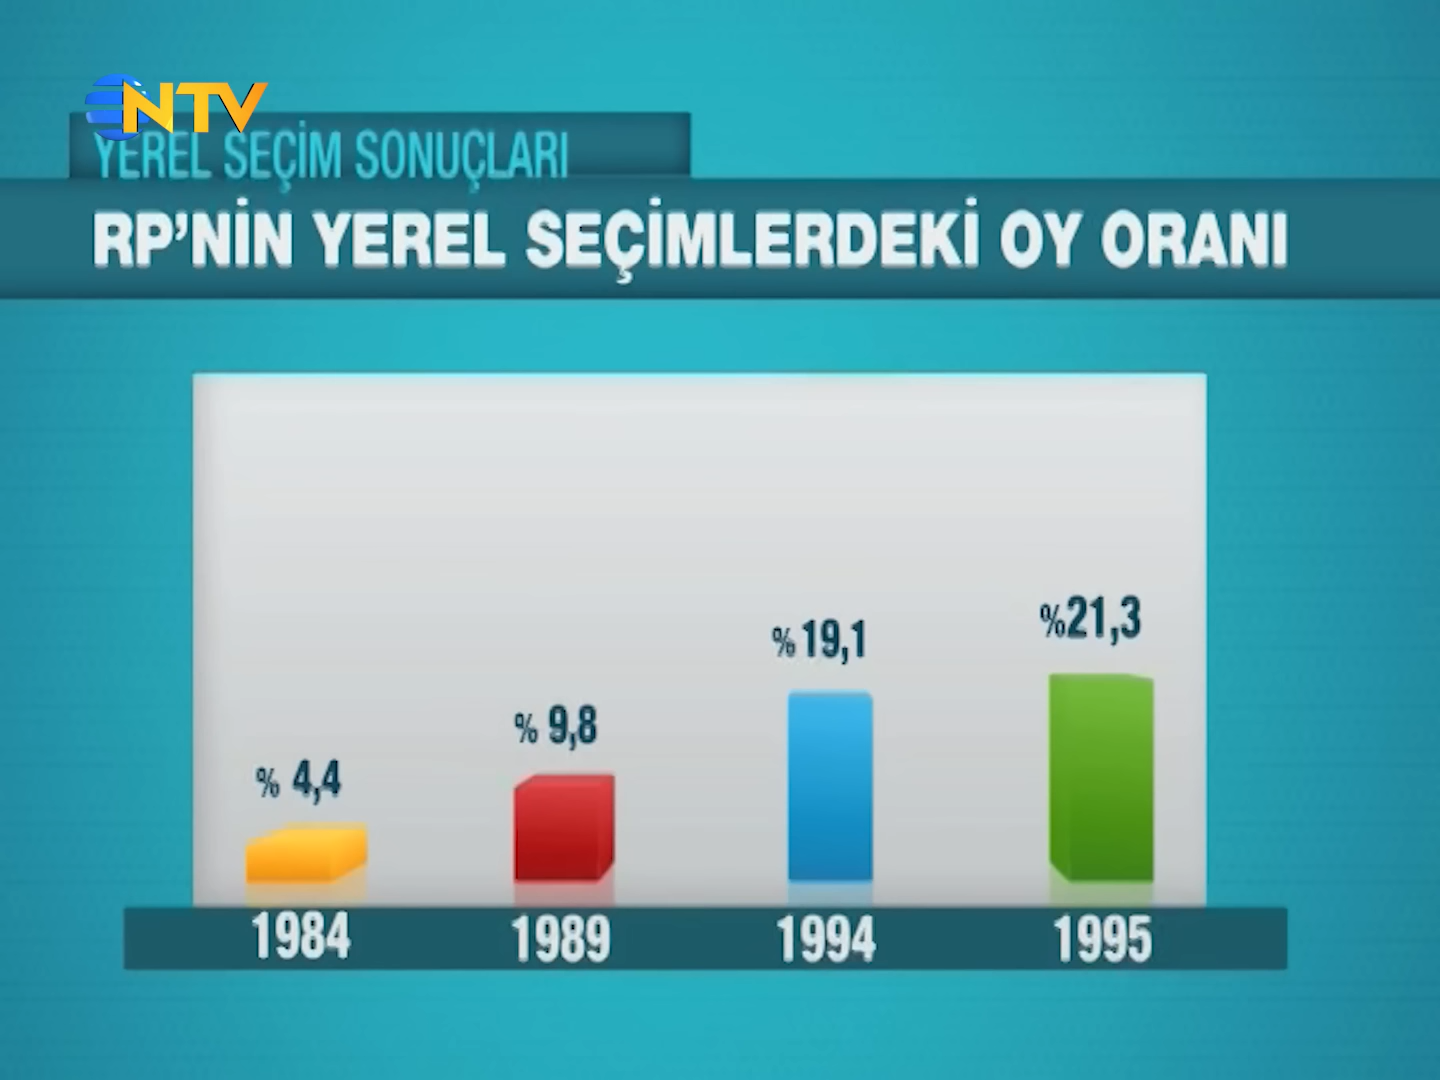 NTV
YEREL SEÇİM SONUÇLARI
RP'NİN YEREL SEÇİMLERDEKİ OY ORANI
% 4,4
% 9,8
% 19,1
%21,3
1984 1989 1994 1995